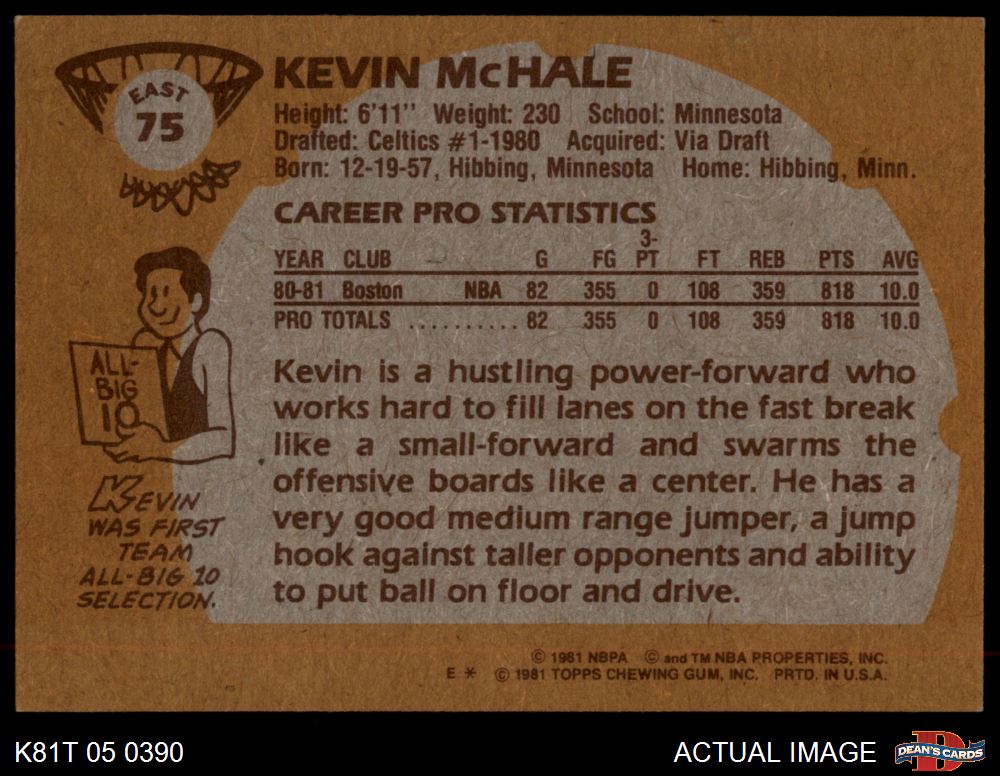 EAST
75
KEVIN McHALE
Height: 6'11" Weight: 230 School: Minnesota
Drafted: Celtics #1-1980 Acquired: Via Draft
Born: 12-19-57, Hibbing, Minnesota Home: Hibbing, Minn.
CAREER PRO STATISTICS
YEAR CLUB G FG 3-PT FT REB PTS AVG
80-81 Boston NBA 82 355 0 108 359 818 10.0
PRO TOTALS .......... 82 355 0 108 359 818 10.0
ALL-
BIG
10
KEVIN
WAS FIRST
TEAM
ALL-BIG 10
SELECTION.
Kevin is a hustling power-forward who
works hard to fill lanes on the fast break
like a small-forward and swarms the
offensive boards like a center. He has a
very good medium range jumper, a jump
hook against taller opponents and ability
to put ball on floor and drive.
© 1981 NBPA © and TM NBA PROPERTIES, INC.
E * © 1981 TOPPS CHEWING GUM, INC. PRTD. IN U.S.A.
K81T 05 0390
ACTUAL IMAGE
D
DEAN'S CARDS